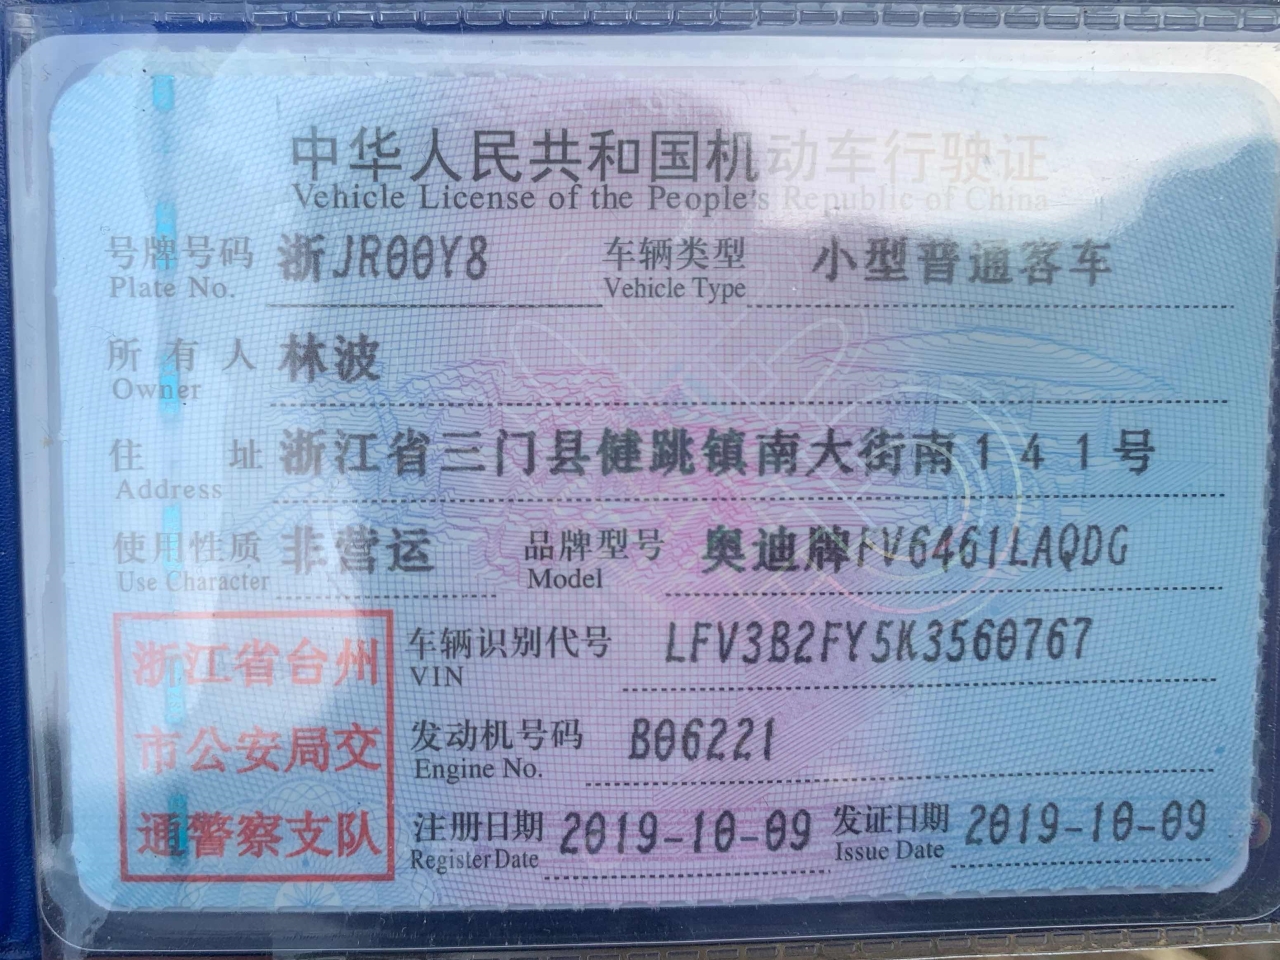 中华人民共和国机动车行驶证
Vehicle License of the People's Republic of China
号牌号码 浙JR00Y8 车辆类型 小型普通客车
Plate No. Vehicle Type
所有人 林波
Owner
住址 浙江省三门县健跳镇南大街南141号
Address
使用性质 非营运 品牌型号 奥迪牌FV6461LAQDG
Use Character Model
浙江省台州
市公安局交
通警察支队
车辆识别代号 LFV3B2FY5K3560767
VIN
发动机号码 B06221
Engine No.
注册日期 2019-10-09 发证日期 2019-10-09
Register Date Issue Date